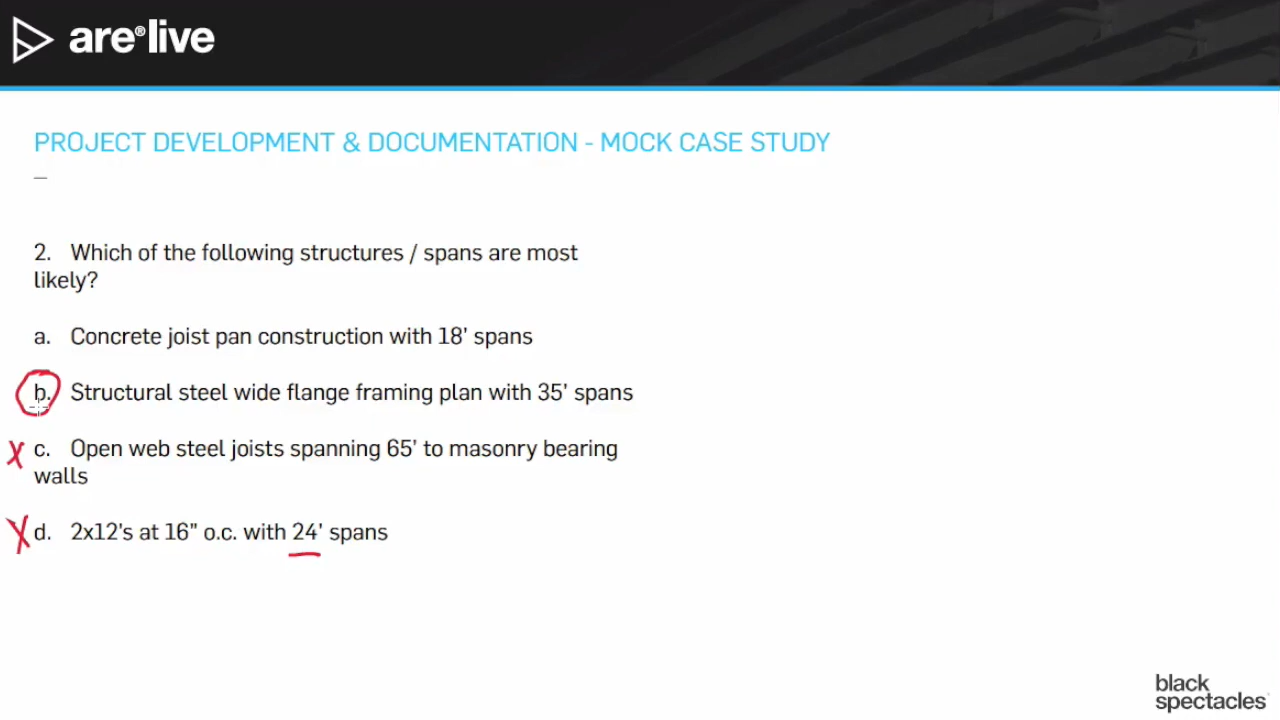 are® live
PROJECT DEVELOPMENT & DOCUMENTATION - MOCK CASE STUDY
—
2. Which of the following structures / spans are most
likely?
a. Concrete joist pan construction with 18' spans
b. Structural steel wide flange framing plan with 35' spans
X c. Open web steel joists spanning 65' to masonry bearing
walls
X d. 2x12's at 16" o.c. with 24' spans
black
spectacles